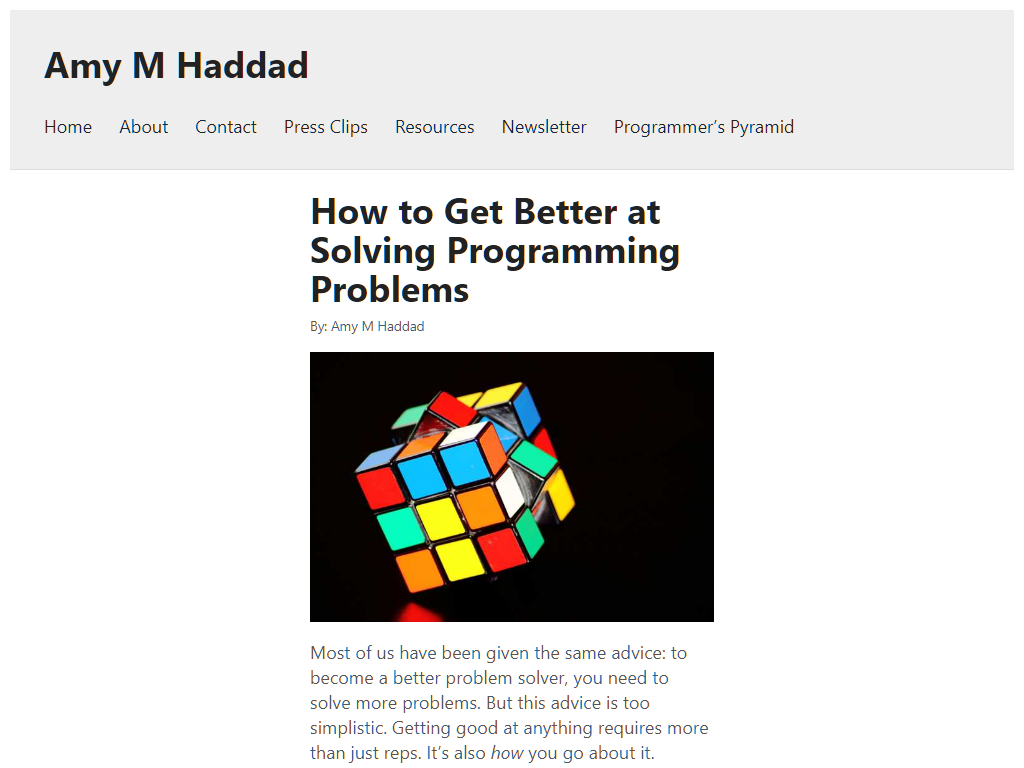 Amy M Haddad
Home About Contact Press Clips Resources Newsletter Programmer’s Pyramid
How to Get Better at
Solving Programming
Problems
By: Amy M Haddad
Most of us have been given the same advice: to
become a better problem solver, you need to
solve more problems. But this advice is too
simplistic. Getting good at anything requires more
than just reps. It’s also how you go about it.